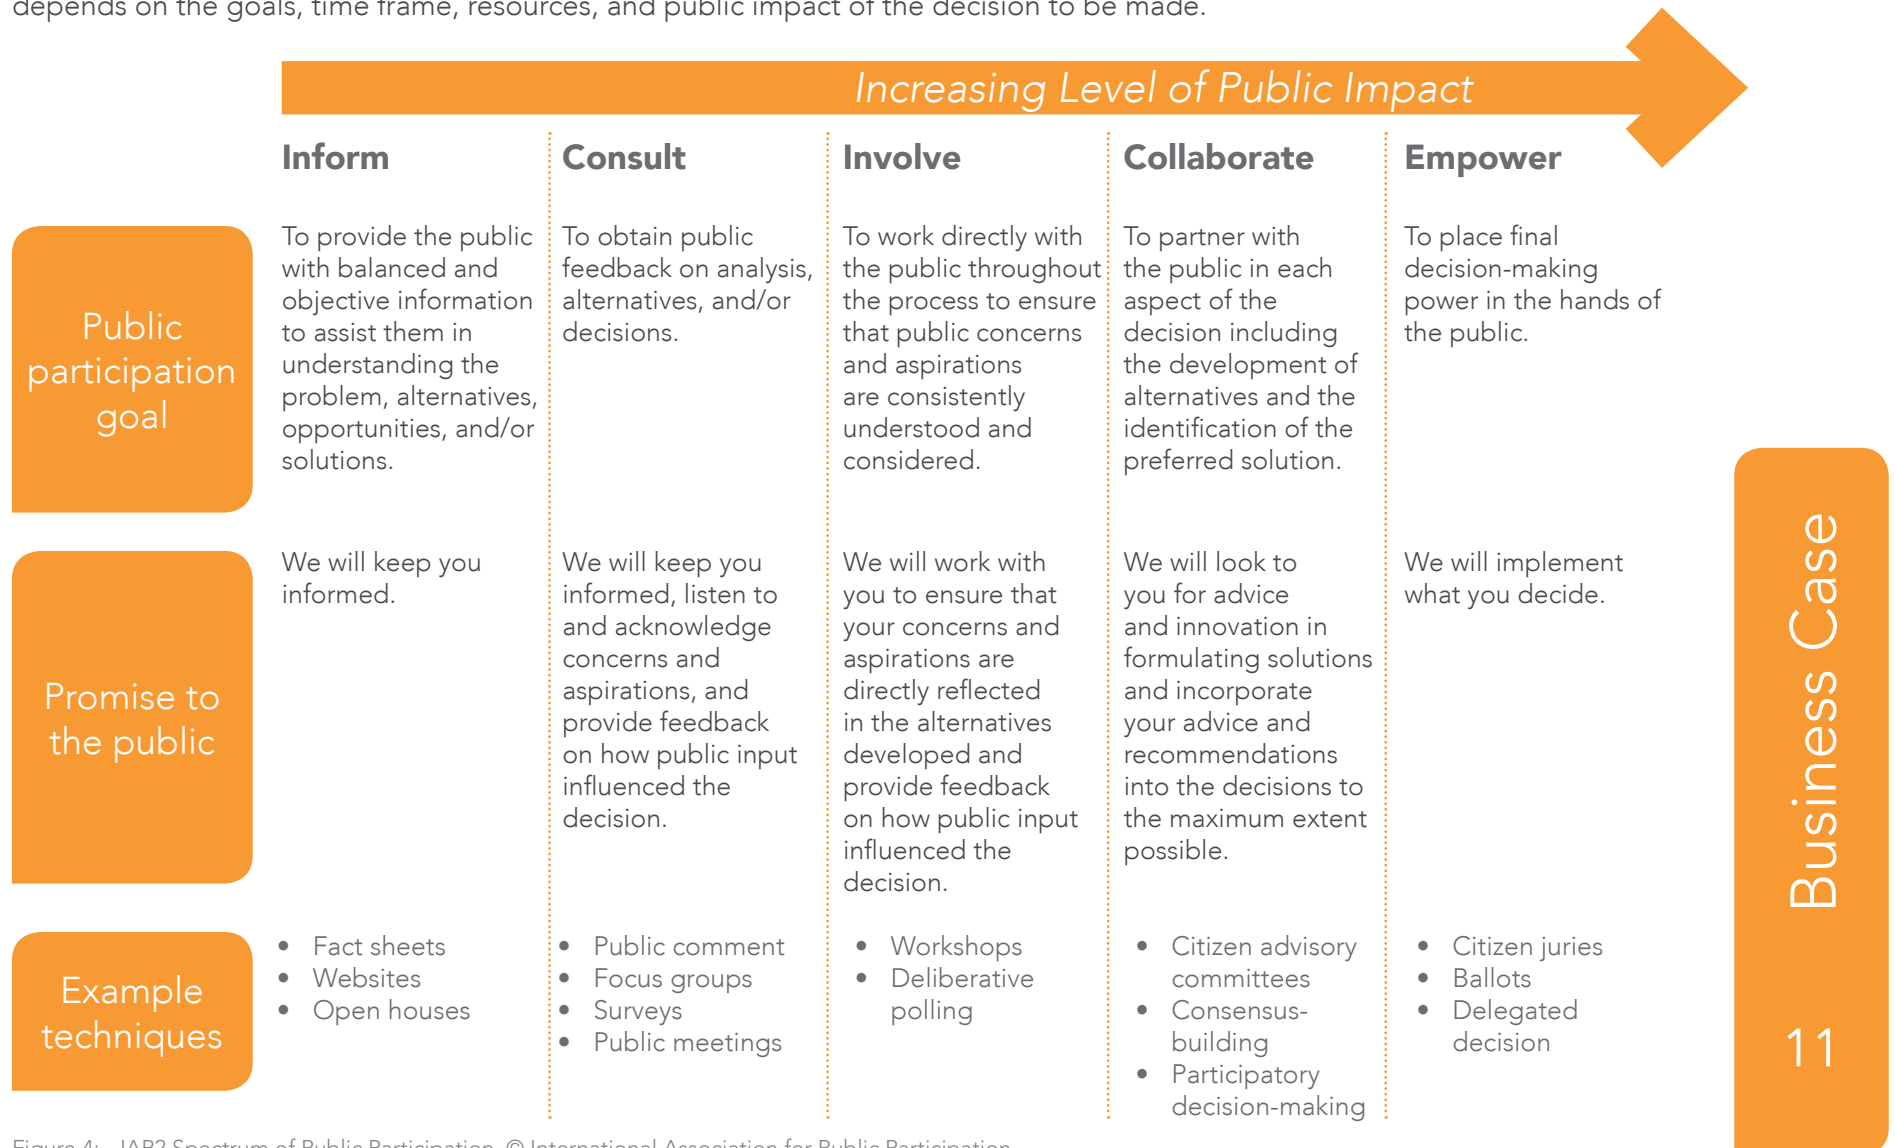 depends on the goals, time frame, resources, and public impact of the decision to be made.
Increasing Level of Public Impact
Inform
Consult
Involve
Collaborate
Empower
Public
participation
goal
To provide the public
with balanced and
objective information
to assist them in
understanding the
problem, alternatives,
opportunities, and/or
solutions.
To obtain public
feedback on analysis,
alternatives, and/or
decisions.
To work directly with
the public throughout
the process to ensure
that public concerns
and aspirations
are consistently
understood and
considered.
To partner with
the public in each
aspect of the
decision including
the development of
alternatives and the
identification of the
preferred solution.
To place final
decision-making
power in the hands of
the public.
Promise to
the public
We will keep you
informed.
We will keep you
informed, listen to
and acknowledge
concerns and
aspirations, and
provide feedback
on how public input
influenced the
decision.
We will work with
you to ensure that
your concerns and
aspirations are
directly reflected
in the alternatives
developed and
provide feedback
on how public input
influenced the
decision.
We will look to
you for advice
and innovation in
formulating solutions
and incorporate
your advice and
recommendations
into the decisions to
the maximum extent
possible.
We will implement
what you decide.
Example
techniques
• Fact sheets
• Websites
• Open houses
• Public comment
• Focus groups
• Surveys
• Public meetings
• Workshops
• Deliberative
polling
• Citizen advisory
committees
• Consensus-
building
• Participatory
decision-making
• Citizen juries
• Ballots
• Delegated
decision
Business Case
11
Figure 4: IAP2 Spectrum of Public Participation, © International Association for Public Participation